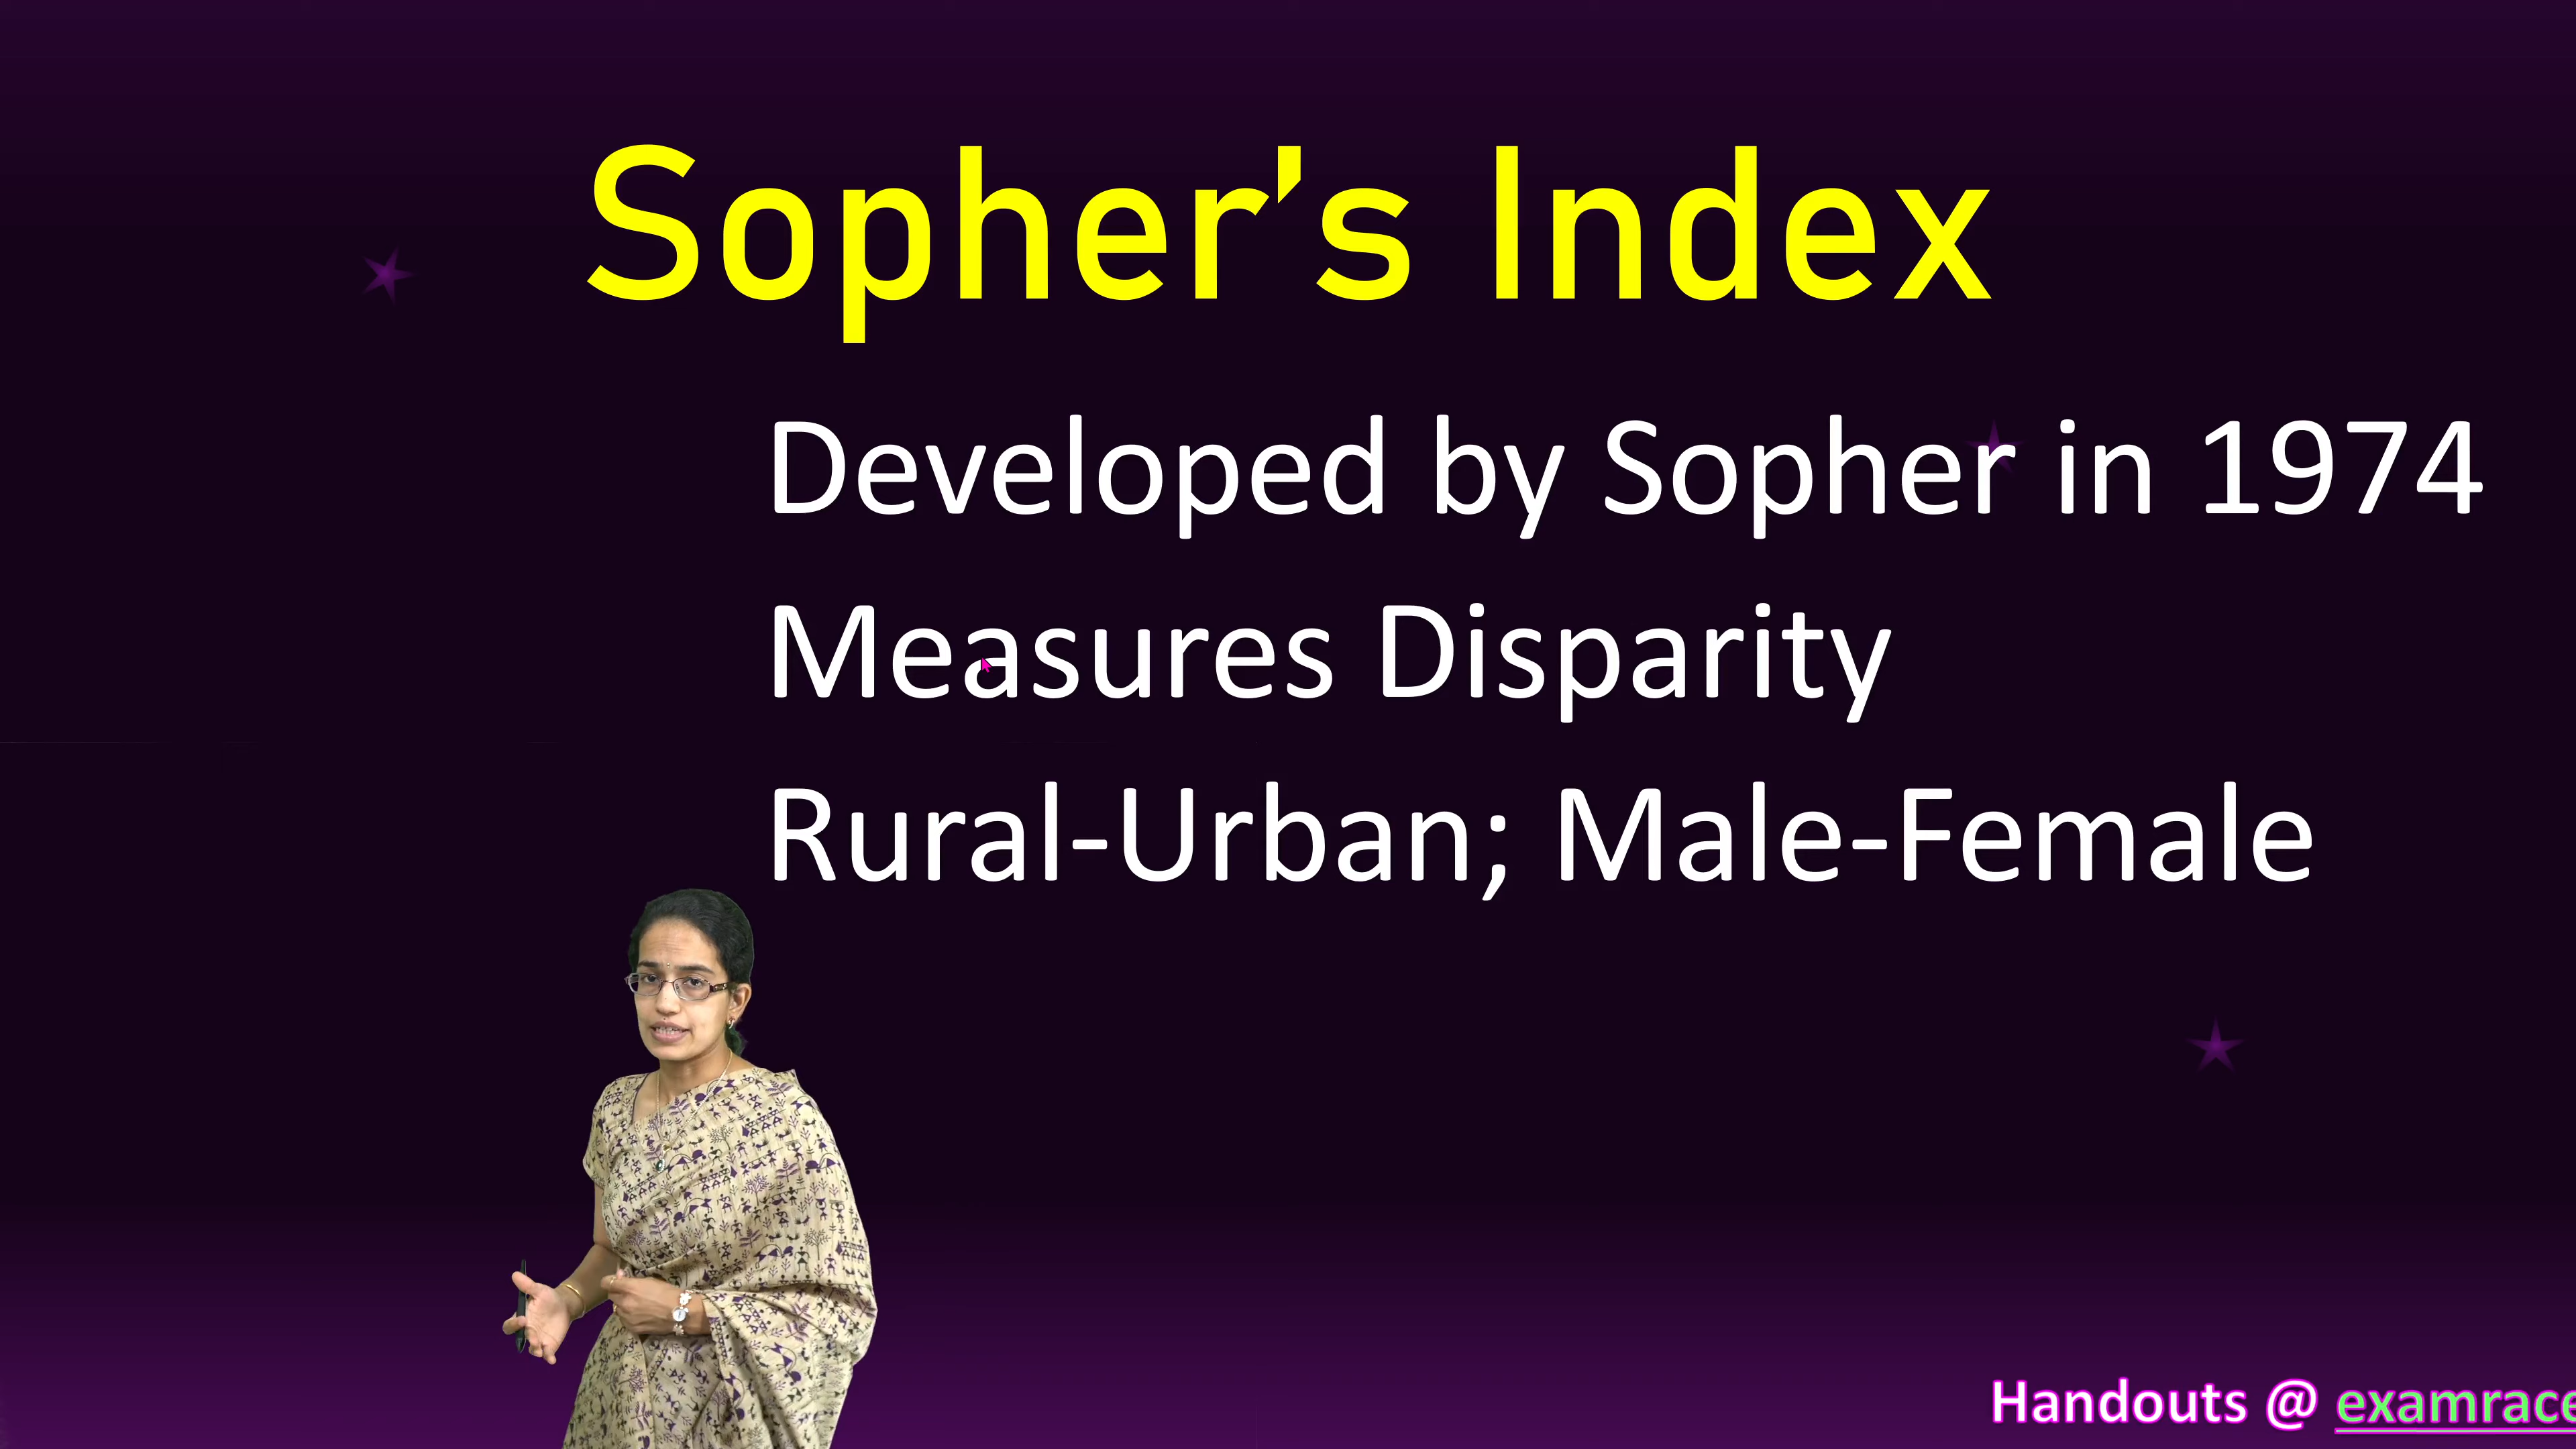 Sopher's Index
Developed by Sopher in 1974
Measures Disparity
Rural-Urban; Male-Female
Handouts @ examrace